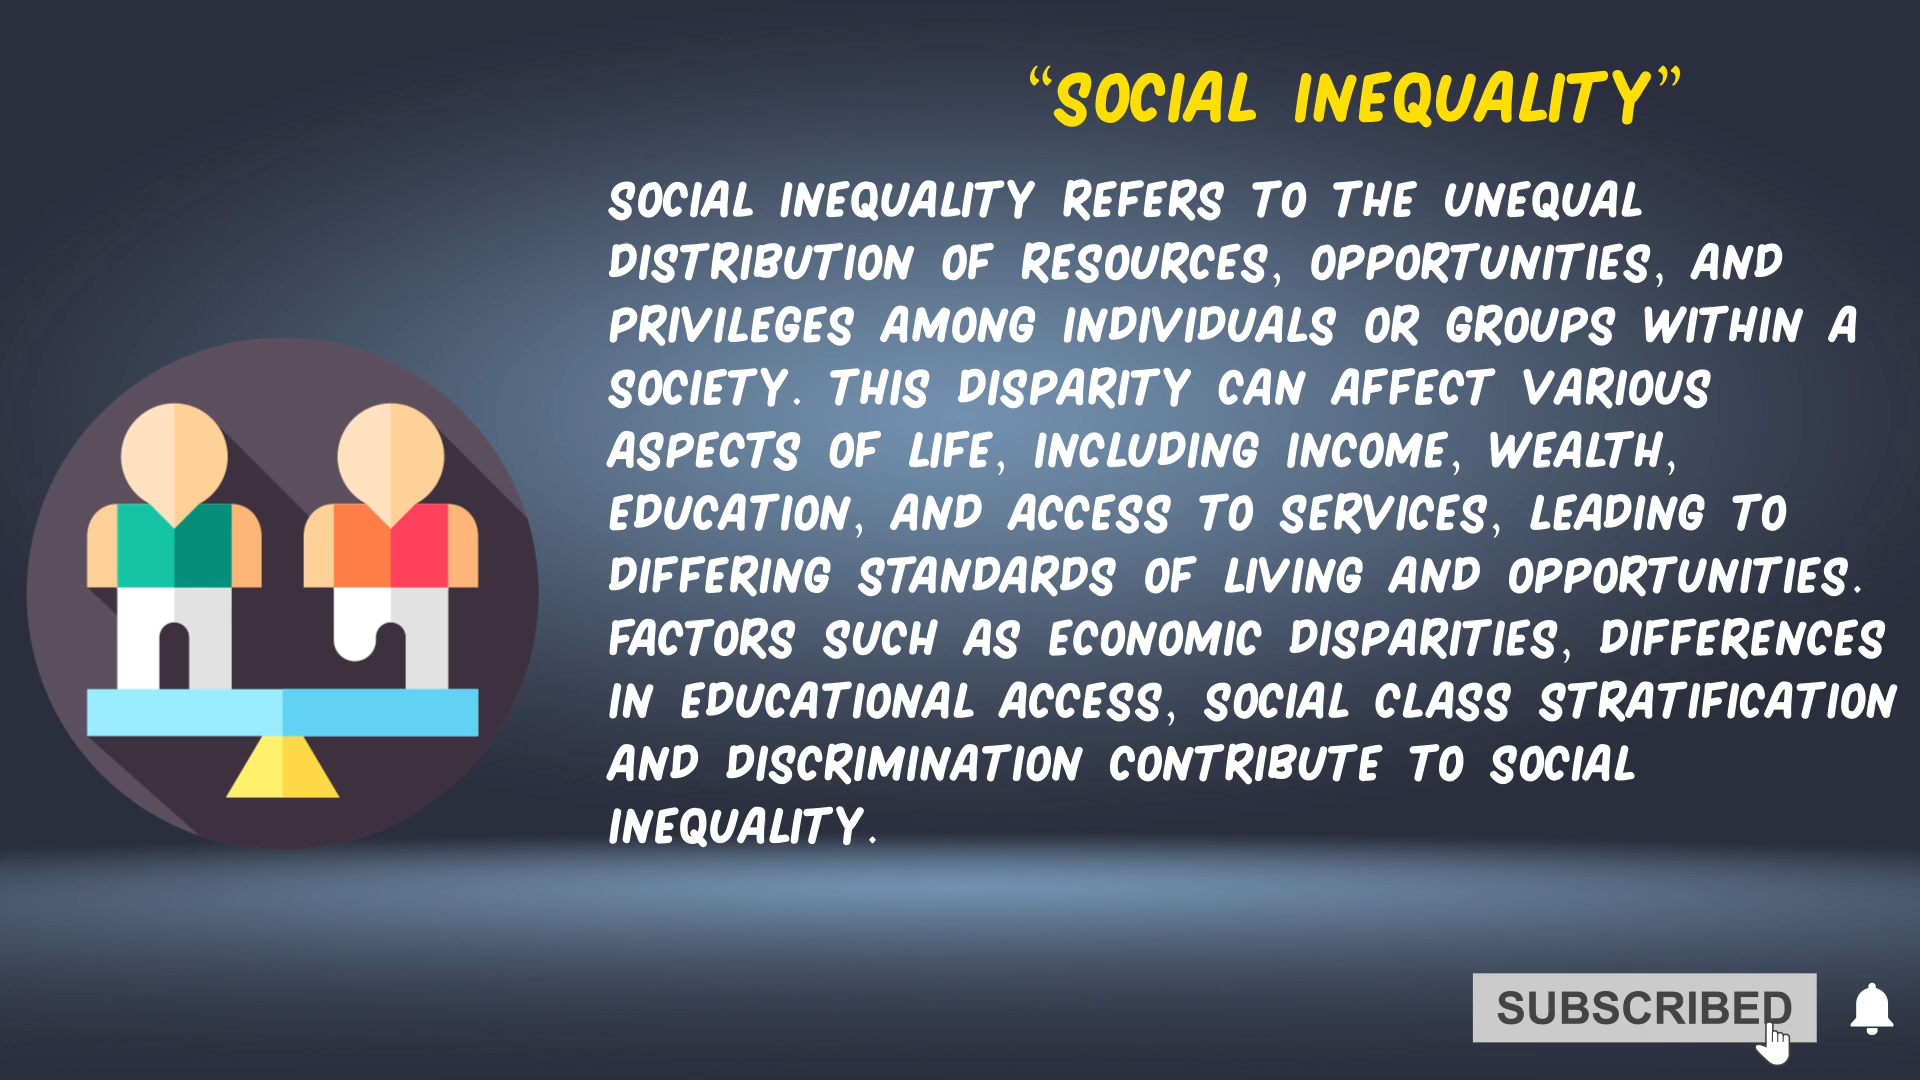 “SOCIAL INEQUALITY”
SOCIAL INEQUALITY REFERS TO THE UNEQUAL
DISTRIBUTION OF RESOURCES, OPPORTUNITIES, AND
PRIVILEGES AMONG INDIVIDUALS OR GROUPS WITHIN A
SOCIETY. THIS DISPARITY CAN AFFECT VARIOUS
ASPECTS OF LIFE, INCLUDING INCOME, WEALTH,
EDUCATION, AND ACCESS TO SERVICES, LEADING TO
DIFFERING STANDARDS OF LIVING AND OPPORTUNITIES.
FACTORS SUCH AS ECONOMIC DISPARITIES, DIFFERENCES
IN EDUCATIONAL ACCESS, SOCIAL CLASS STRATIFICATION
AND DISCRIMINATION CONTRIBUTE TO SOCIAL
INEQUALITY.
SUBSCRIBED